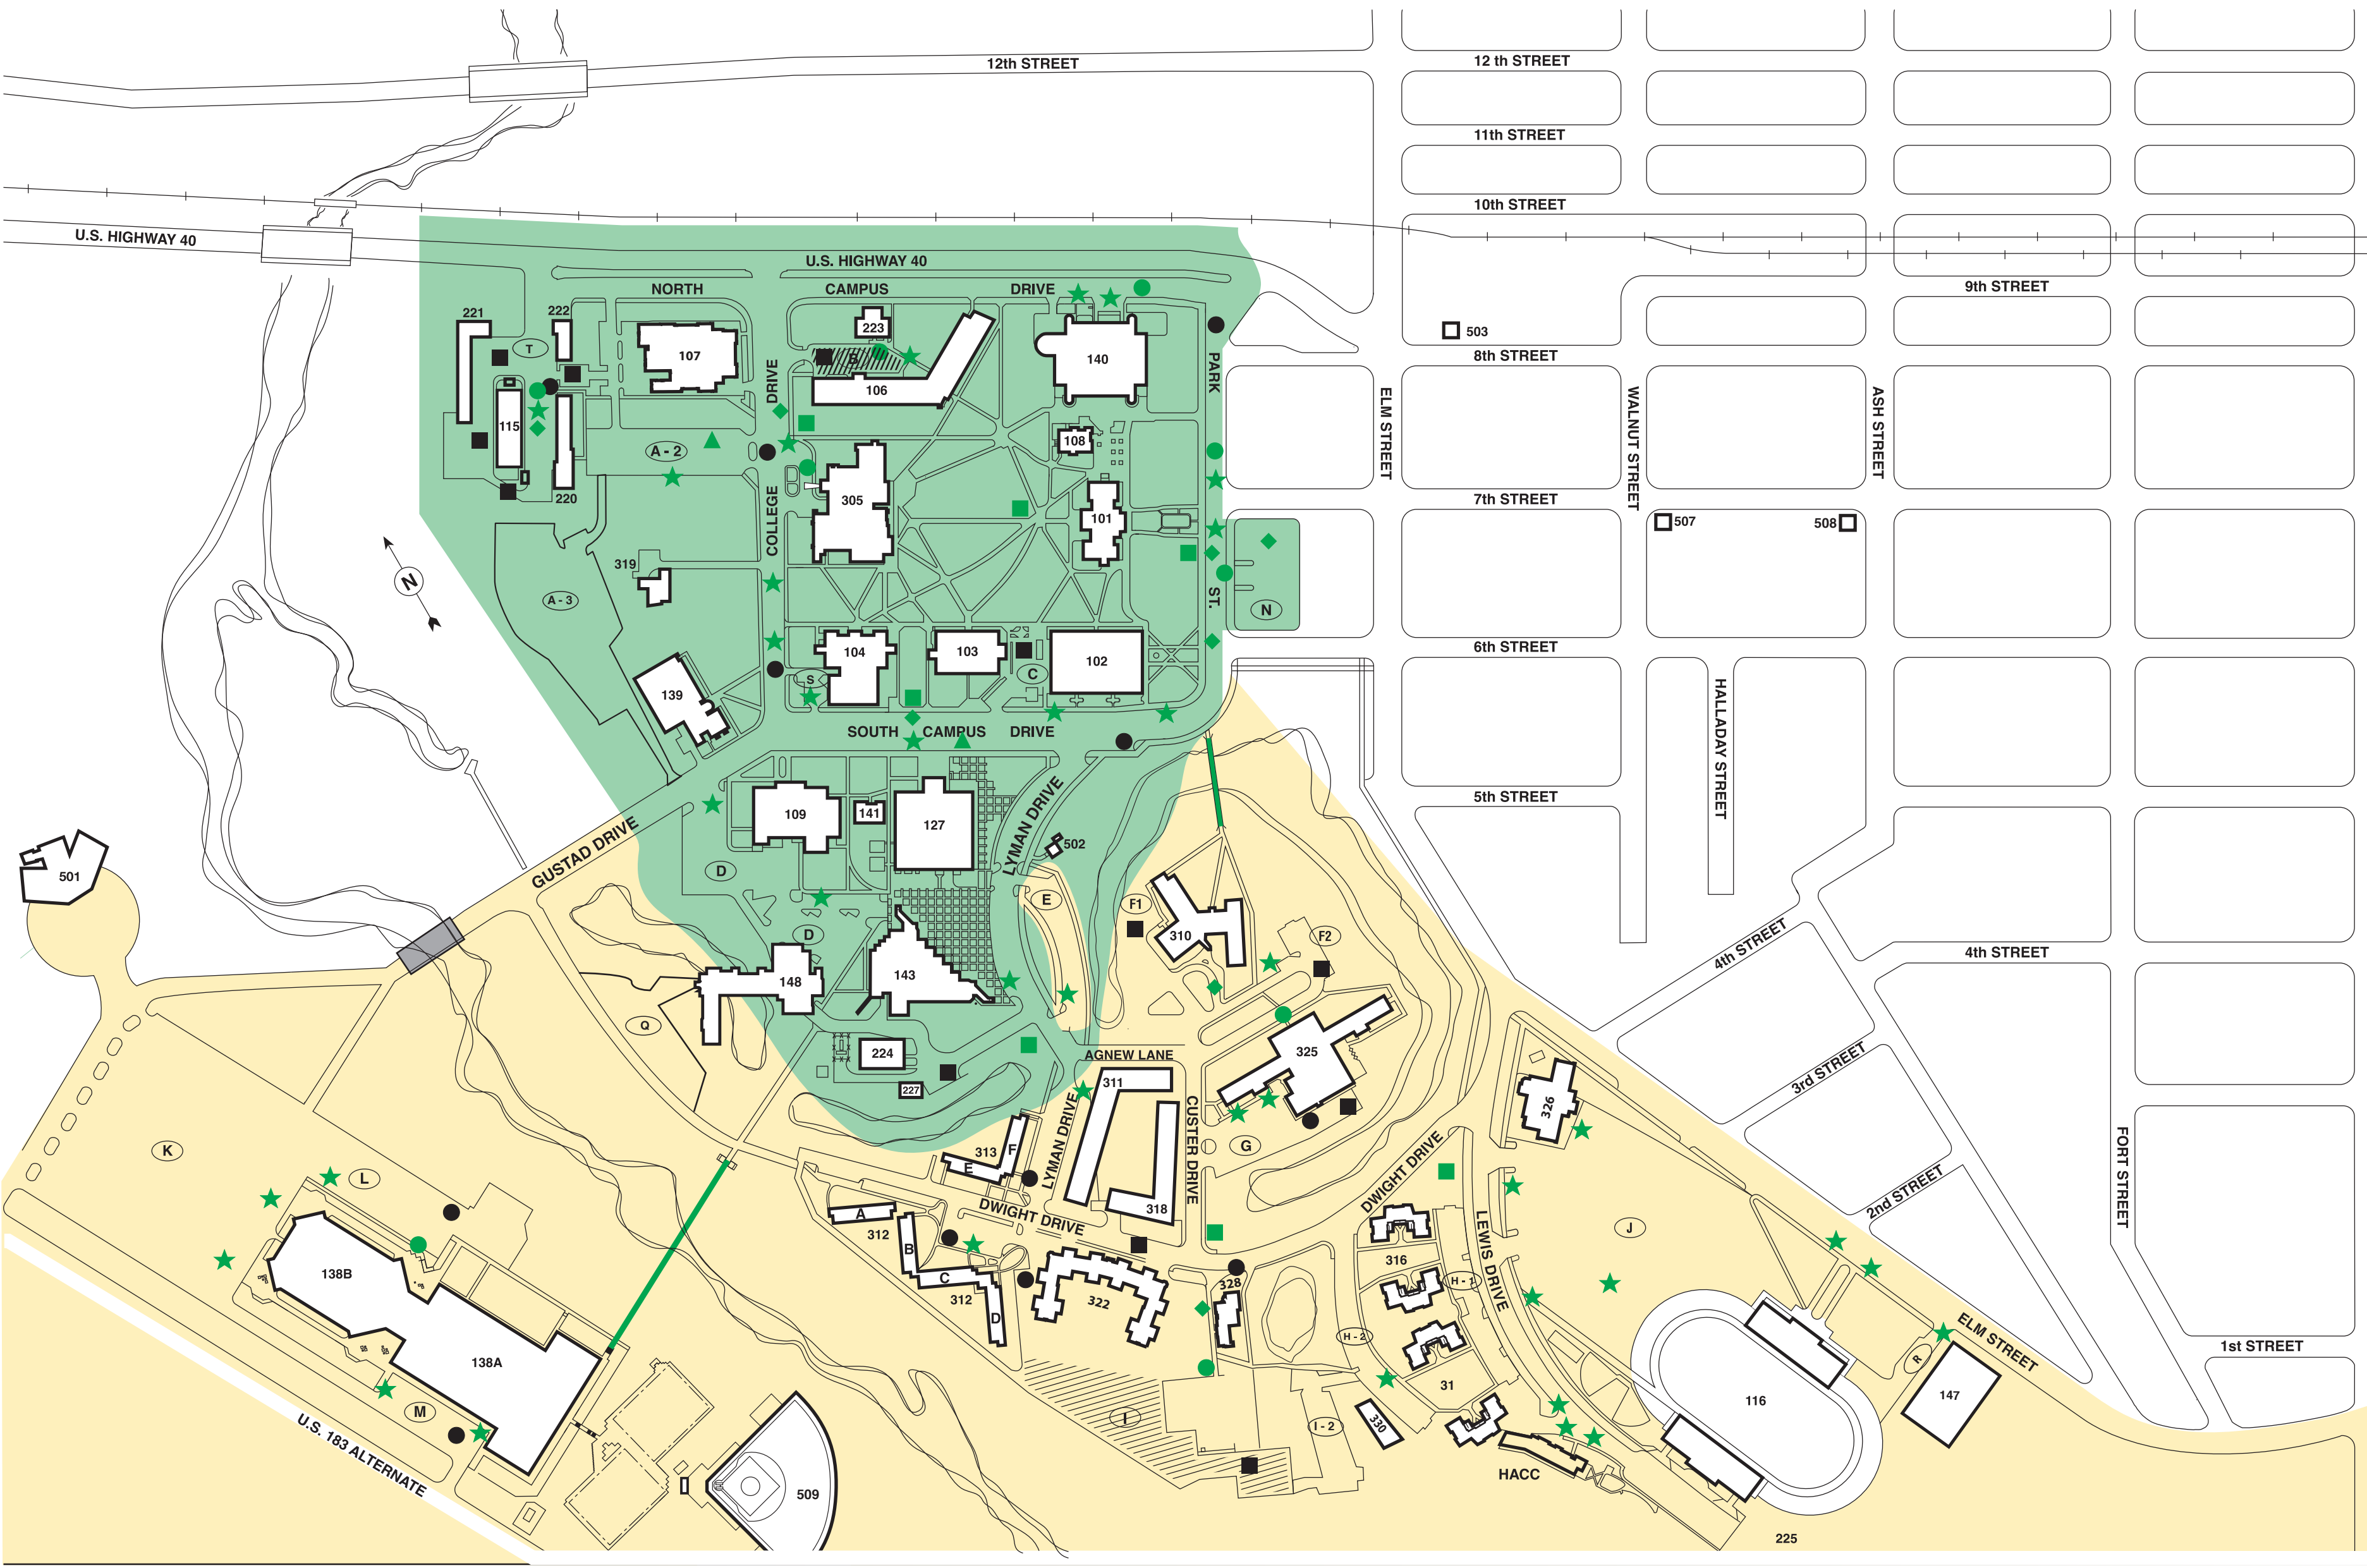 12th STREET
12 th STREET
11th STREET
10th STREET
U.S. HIGHWAY 40
U.S. HIGHWAY 40
NORTH
CAMPUS
DRIVE
9th STREET
221
222
223
503
T
107
B
140
8th STREET
PARK
DRIVE
106
ELM STREET
WALNUT STREET
ASH STREET
115
A - 2
108
220
305
7th STREET
101
507
508
COLLEGE
N
319
A - 3
ST.
N
104
103
102
6th STREET
C
S
139
HALLADAY STREET
SOUTH
CAMPUS
DRIVE
5th STREET
109
141
127
LYMAN DRIVE
502
GUSTAD DRIVE
501
D
E
F1
310
F2
D
4th STREET
4th STREET
148
143
Q
224
325
AGNEW LANE
227
311
3rd STREET
326
LYMAN DRIVE
CUSTER DRIVE
G
313
F
E
K
L
DWIGHT DRIVE
FORT STREET
2nd STREET
A
312
B
DWIGHT DRIVE
318
LEWIS DRIVE
J
316
138B
C
312
D
322
328
H - 1
H - 2
ELM STREET
1st STREET
138A
31
R
147
116
M
I
I - 2
330
U.S. 183 ALTERNATE
HACC
509
225